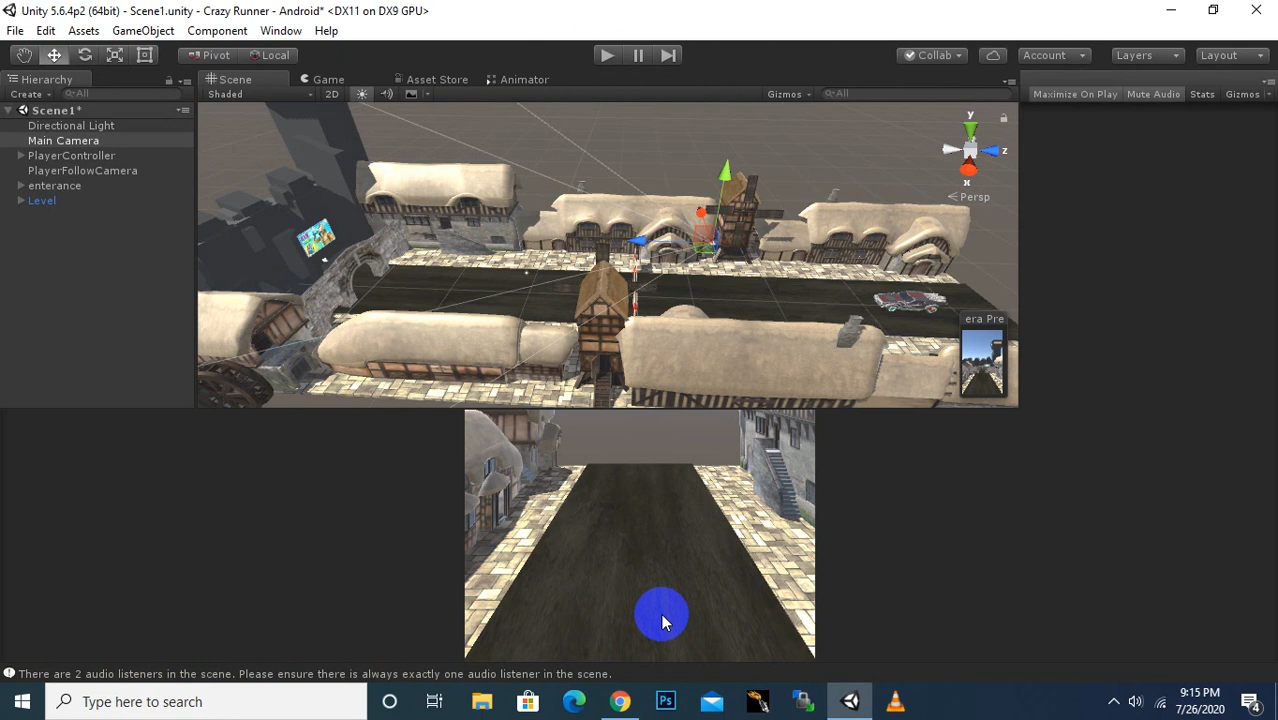 Unity 5.6.4p2 (64bit) - Scene1.unity - Crazy Runner - Android* <DX11 on DX9 GPU>
File Edit Assets GameObject Component Window Help
Pivot Local Collab Account Layers Layout
Hierarchy Scene Game Asset Store Animator
Create All Shaded 2D Gizmos All Maximize On Play Mute Audio Stats Gizmos
Scene1*
Directional Light
Main Camera
PlayerController
PlayerFollowCamera
enterance
Level
y
z
x
Persp
era Pre
There are 2 audio listeners in the scene. Please ensure there is always exactly one audio listener in the scene.
Type here to search
Ps
9:15 PM
7/26/2020
4